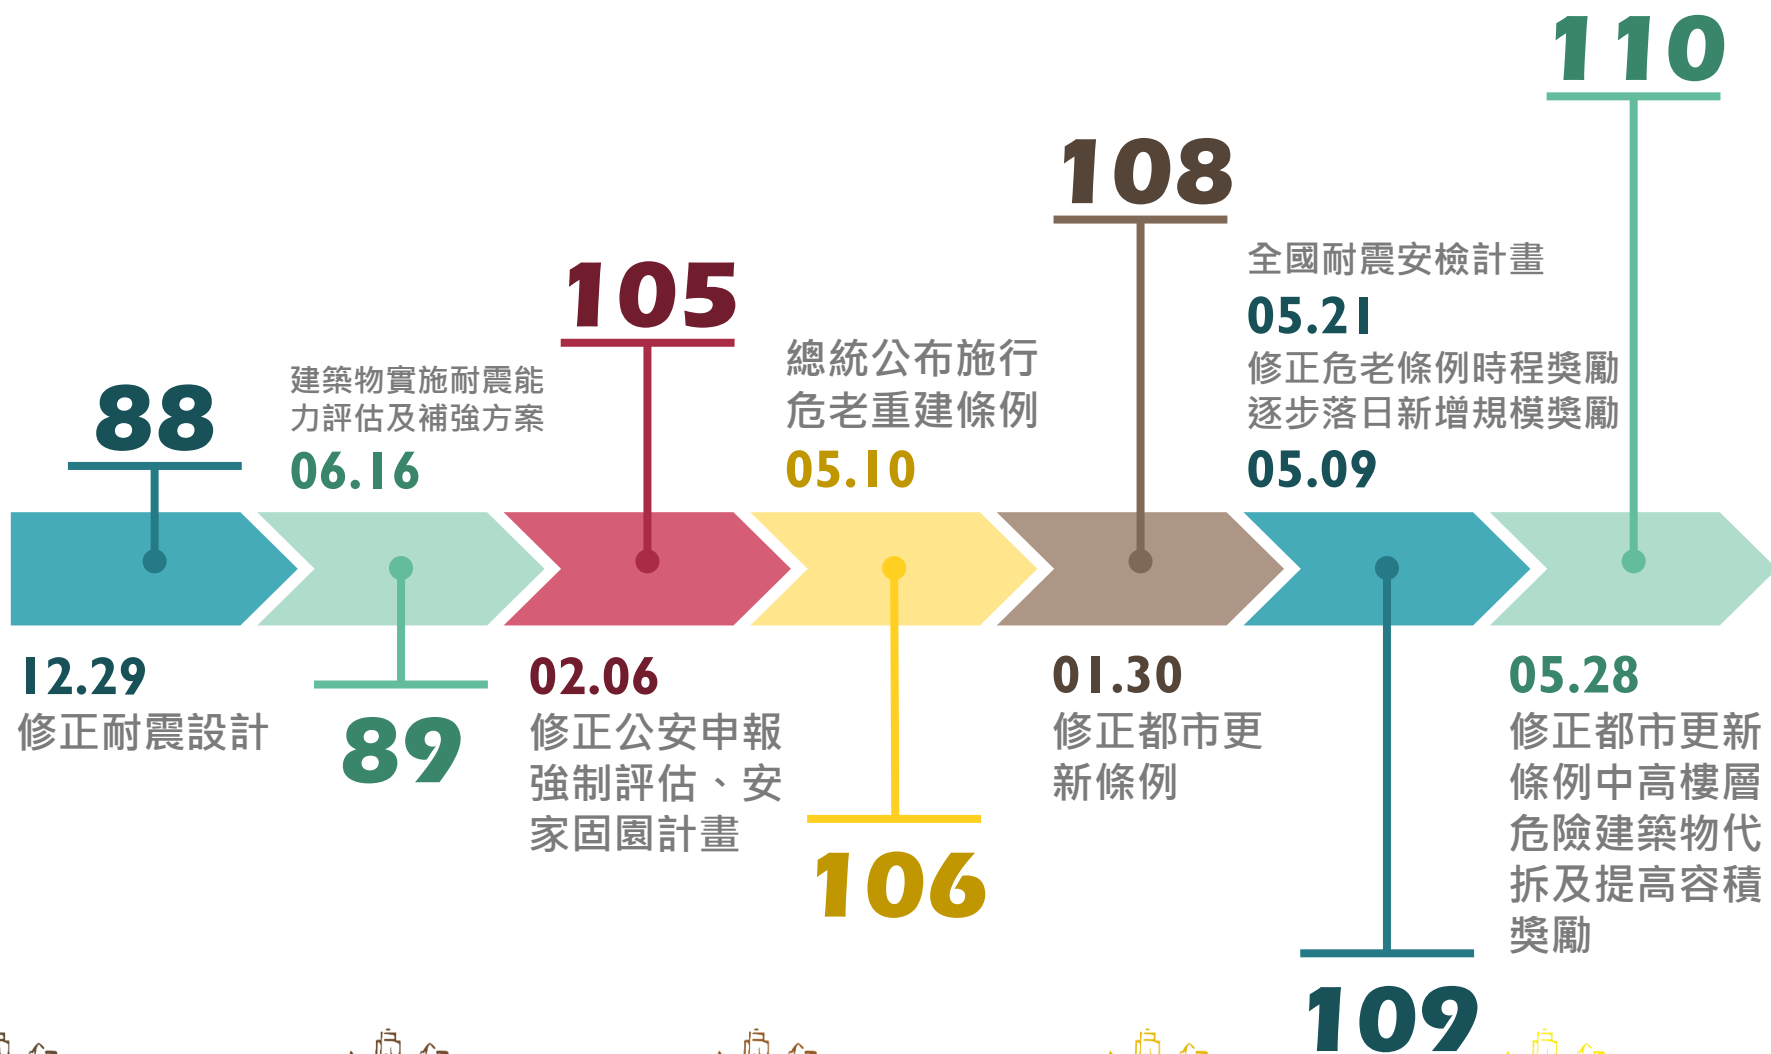 88
12.29
修正耐震設計
建築物實施耐震能
力評估及補強方案
06.16
89
105
02.06
修正公安申報
強制評估、安
家固園計畫
總統公布施行
危老重建條例
05.10
106
108
01.30
修正都市更
新條例
全國耐震安檢計畫
05.21
修正危老條例時程獎勵
逐步落日新增規模獎勵
05.09
109
110
05.28
修正都市更新
條例中高樓層
危險建築物代
拆及提高容積
獎勵